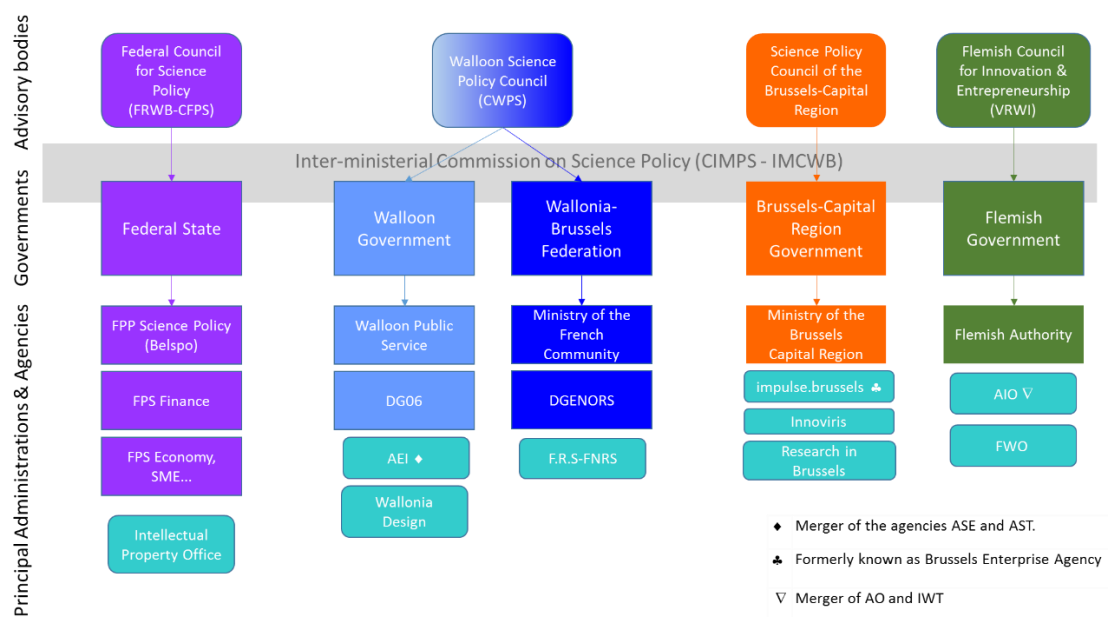 Advisory bodies
Federal Council
for Science
Policy
(FRWB-CFPS)
Walloon Science
Policy Council
(CWPS)
Science Policy
Council of the
Brussels-Capital
Region
Flemish Council
for Innovation &
Entrepreneurship
(VRWI)
Inter-ministerial Commission on Science Policy (CIMPS - IMCWB)
Governments
Federal State
Walloon
Government
Wallonia-
Brussels
Federation
Brussels-Capital
Region
Government
Flemish
Government
Principal Administrations & Agencies
FPP Science Policy
(Belspo)
Walloon Public
Service
Ministry of the
French
Community
Ministry of the
Brussels
Capital Region
Flemish Authority
FPS Finance
DG06
DGENORS
impulse.brussels ♣
AIO ∇
Innoviris
FPS Economy,
SME...
AEI ♦
F.R.S-FNRS
Research in
Brussels
FWO
Wallonia
Design
Intellectual
Property Office
♦ Merger of the agencies ASE and AST.
♣ Formerly known as Brussels Enterprise Agency
∇ Merger of AO and IWT